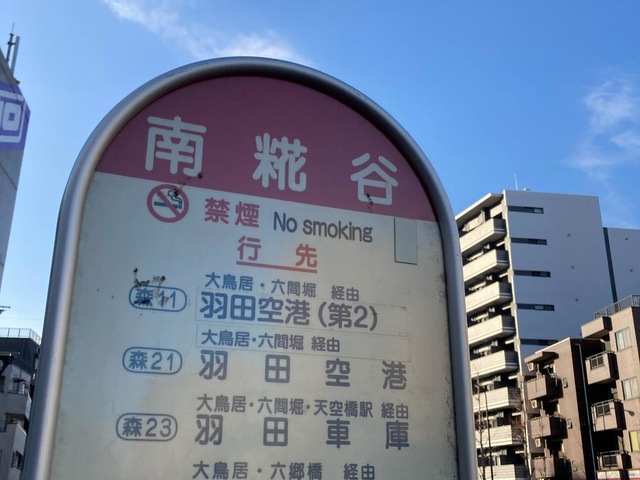 南糀谷
禁煙 No smoking
行先
大鳥居・六間堀 経由
森11 羽田空港(第2)
大鳥居・六間堀 経由
森21 羽田空港
大鳥居・六間堀・天空橋駅 経由
森23 羽田車庫
大鳥居・六郷橋 経由